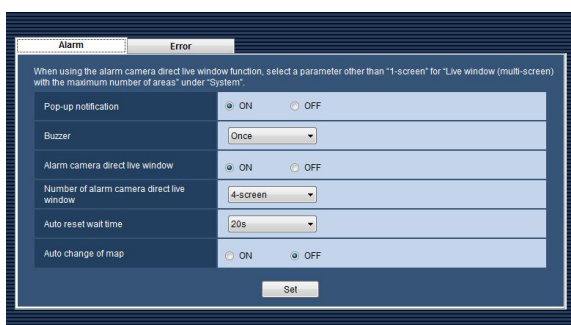 Alarm
Error
When using the alarm camera direct live window function, select a parameter other than "1-screen" for "Live window (multi-screen)
with the maximum number of areas" under "System".
Pop-up notification
ON
OFF
Buzzer
Once
Alarm camera direct live window
ON
OFF
Number of alarm camera direct live
window
4-screen
Auto reset wait time
20s
Auto change of map
ON
OFF
Set